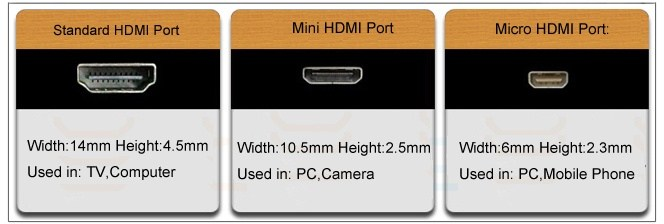 Standard HDMI Port
Width:14mm Height:4.5mm
Used in: TV,Computer
Mini HDMI Port
Width:10.5mm Height:2.5mm
Used in: PC,Camera
Micro HDMI Port:
Width:6mm Height:2.3mm
Used in: PC,Mobile Phone